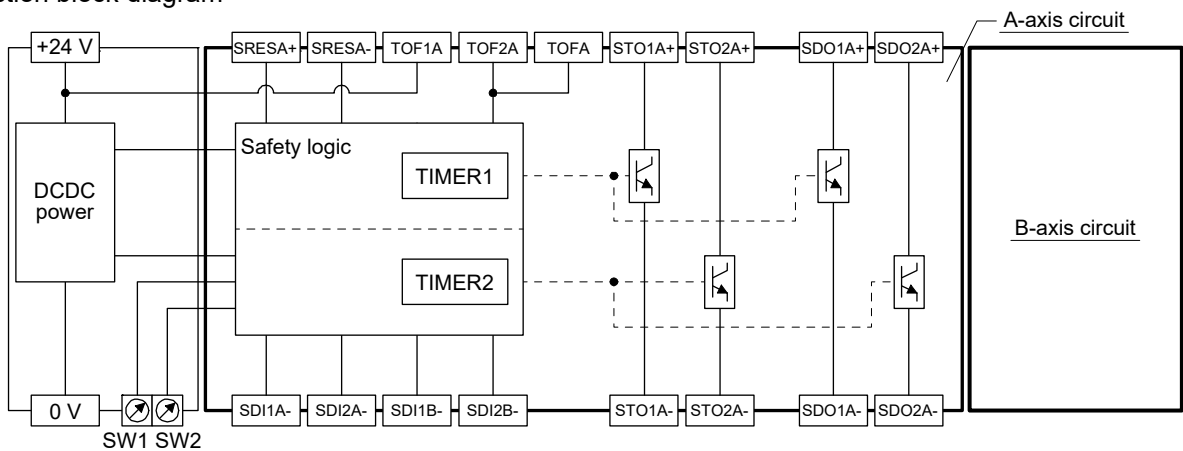 A-axis circuit
+24 V
SRESA+ SRESA- TOF1A TOF2A TOFA STO1A+ STO2A+ SDO1A+ SDO2A+
Safety logic
TIMER1
DCDC
power
B-axis circuit
TIMER2
0 V
SDI1A- SDI2A- SDI1B- SDI2B- STO1A- STO2A- SDO1A- SDO2A-
SW1 SW2